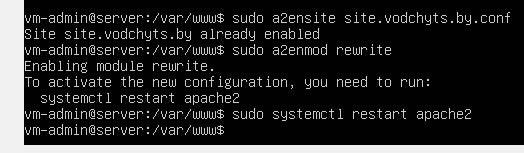 vm-admin@server:/var/www$ sudo a2ensite site.vodchyts.by.conf
Site site.vodchyts.by already enabled
vm-admin@server:/var/www$ sudo a2enmod rewrite
Enabling module rewrite.
To activate the new configuration, you need to run:
  systemctl restart apache2
vm-admin@server:/var/www$ sudo systemctl restart apache2
vm-admin@server:/var/www$